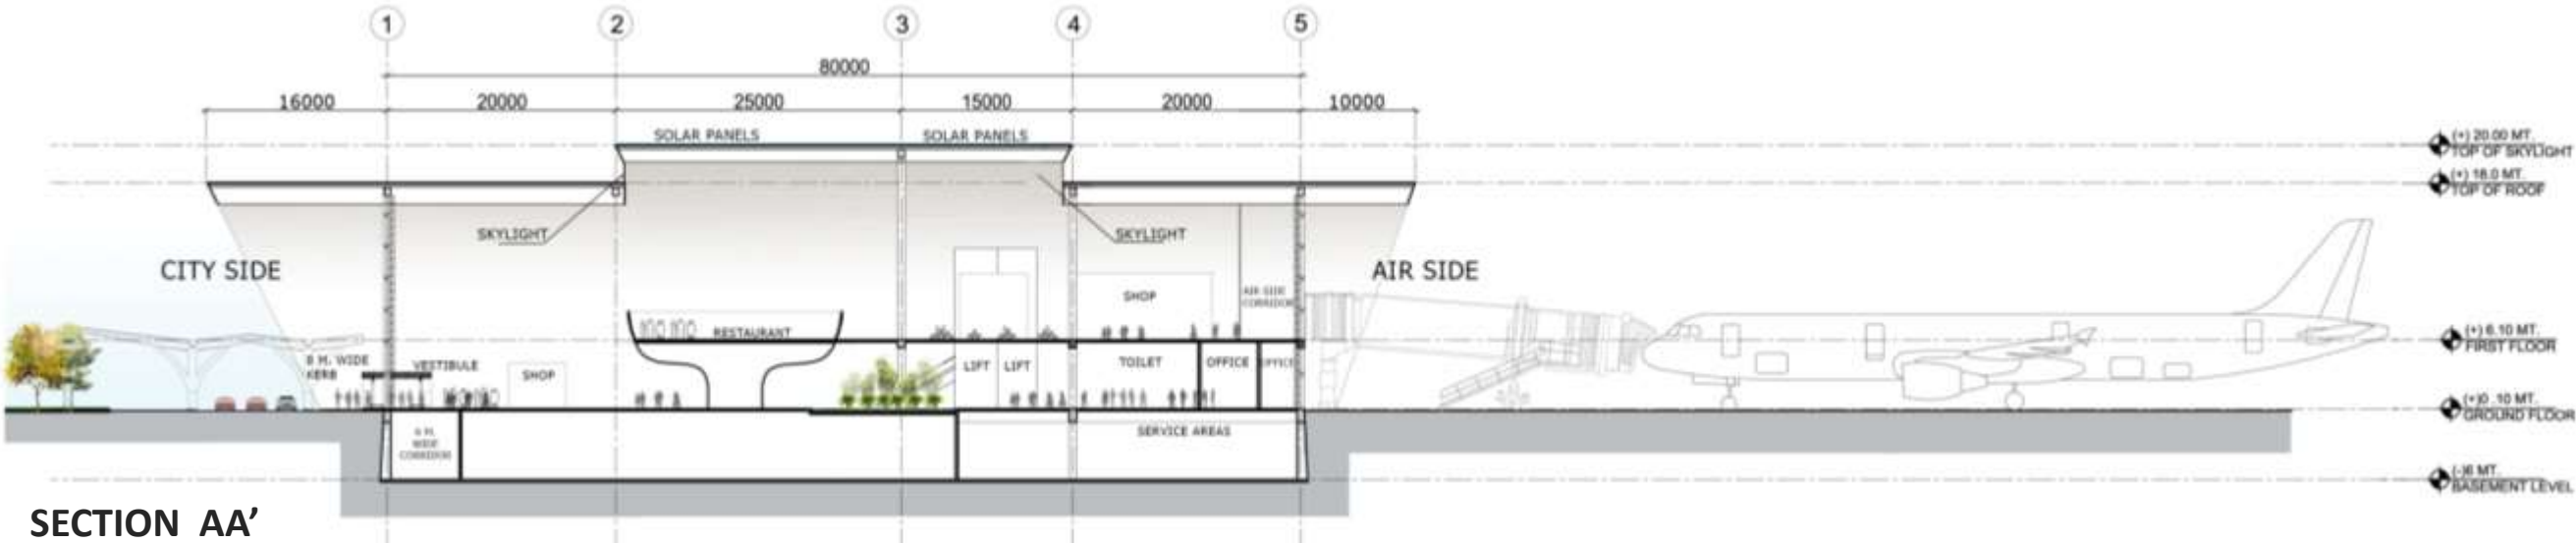 1
2
3
4
5
80000
16000
20000
25000
15000
20000
10000
SOLAR PANELS
SOLAR PANELS
(+) 20.00 MT.
TOP OF SKYLIGHT
(+) 18.0 MT.
TOP OF ROOF
SKYLIGHT
SKYLIGHT
CITY SIDE
AIR SIDE
SHOP
AIR SIDE
CORRIDOR
RESTAURANT
(+) 6.10 MT.
FIRST FLOOR
8 M. WIDE
KERB
VESTIBULE
SHOP
LIFT
LIFT
TOILET
OFFICE
OFFICE
(+)0 .10 MT.
GROUND FLOOR
6 M.
WIDE
CORRIDOR
SERVICE AREAS
(-)6 MT.
BASEMENT LEVEL
SECTION AA’